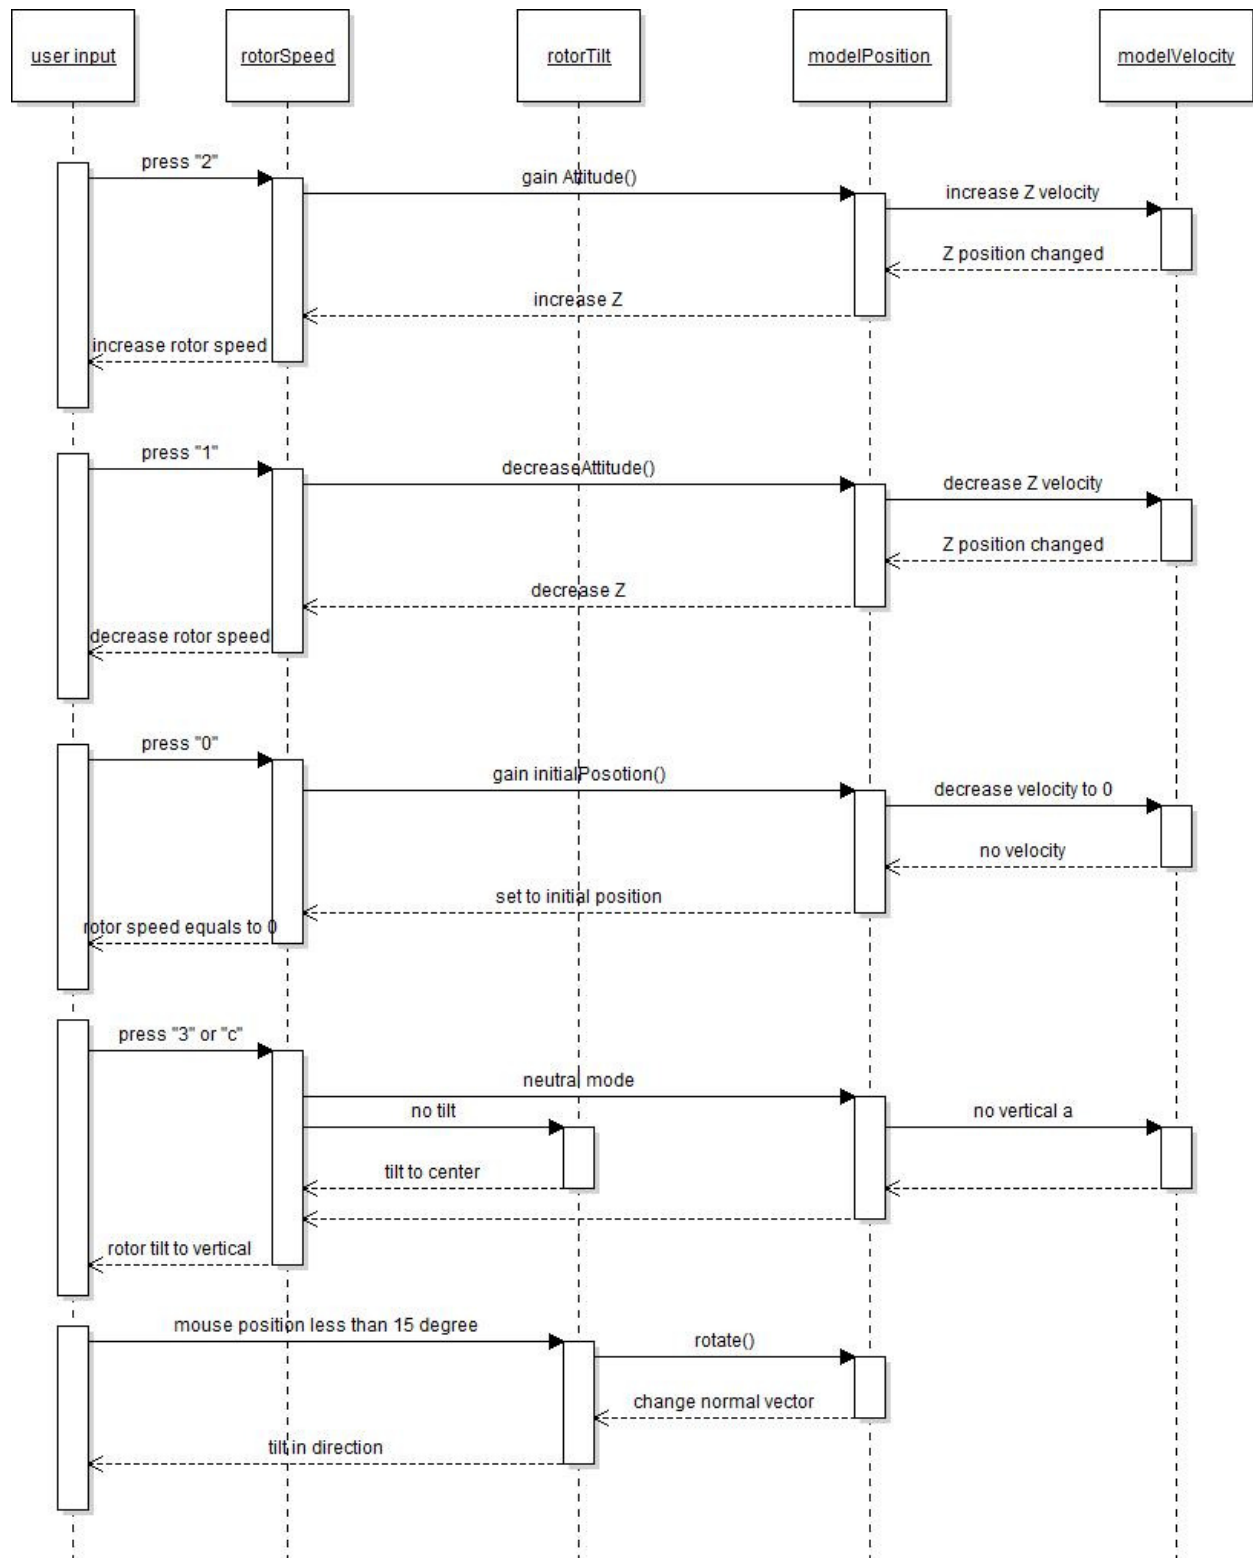 user input
rotorSpeed
rotorTilt
modelPosition
modelVelocity
press "2"
gain Attitude()
increase Z velocity
Z position changed
increase Z
increase rotor speed
press "1"
decreaseAttitude()
decrease Z velocity
Z position changed
decrease Z
decrease rotor speed
press "0"
gain initialPosotion()
decrease velocity to 0
no velocity
set to initial position
rotor speed equals to 0
press "3" or "c"
neutral mode
no tilt
no vertical a
tilt to center
rotor tilt to vertical
mouse position less than 15 degree
rotate()
change normal vector
tilt in direction